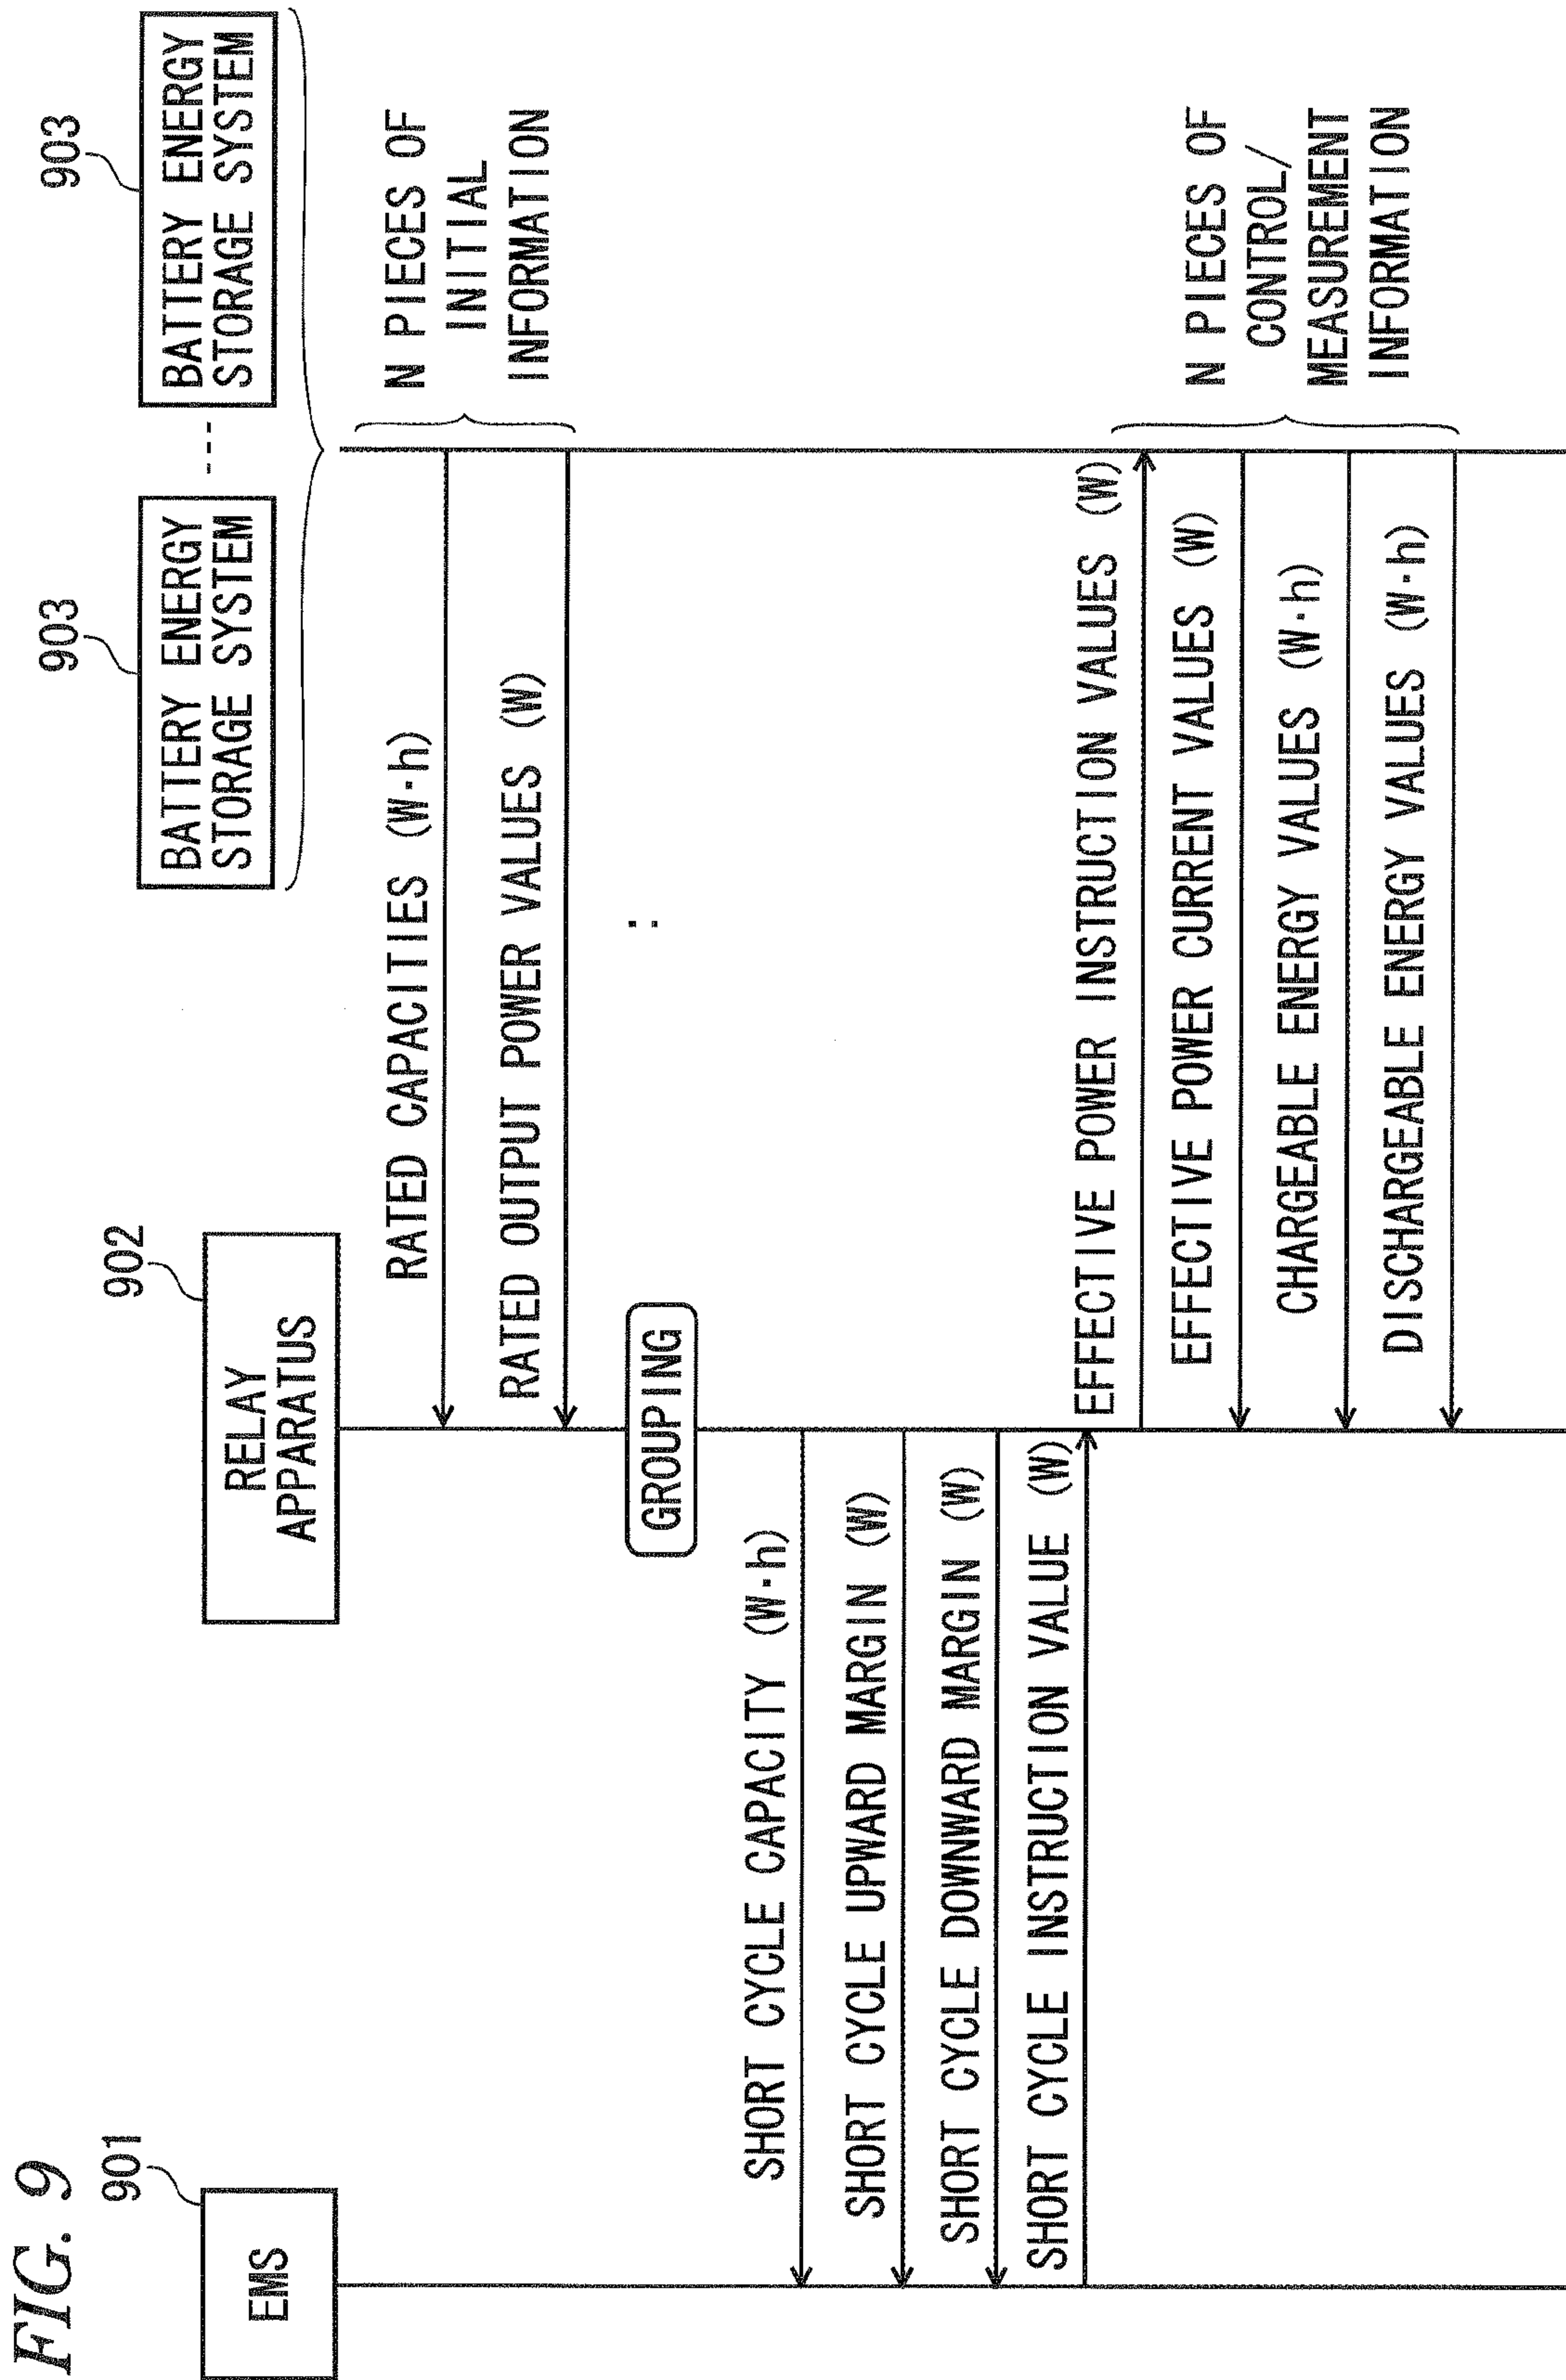 FIG. 9
901
EMS
902
RELAY
APPARATUS
903
BATTERY ENERGY
STORAGE SYSTEM
903
BATTERY ENERGY
STORAGE SYSTEM
RATED CAPACITIES (W·h)
RATED OUTPUT POWER VALUES (W)
N PIECES OF
INITIAL
INFORMATION
GROUPING
SHORT CYCLE CAPACITY (W·h)
SHORT CYCLE UPWARD MARGIN (W)
SHORT CYCLE DOWNWARD MARGIN (W)
SHORT CYCLE INSTRUCTION VALUE (W)
EFFECTIVE POWER INSTRUCTION VALUES (W)
EFFECTIVE POWER CURRENT VALUES (W)
CHARGEABLE ENERGY VALUES (W·h)
DISCHARGEABLE ENERGY VALUES (W·h)
N PIECES OF
CONTROL/
MEASUREMENT
INFORMATION